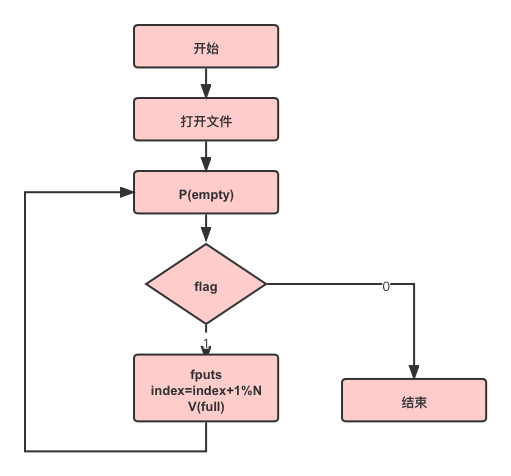 开始
打开文件
P(empty)
flag
0
1
fputs
index=index+1%N
V(full)
结束